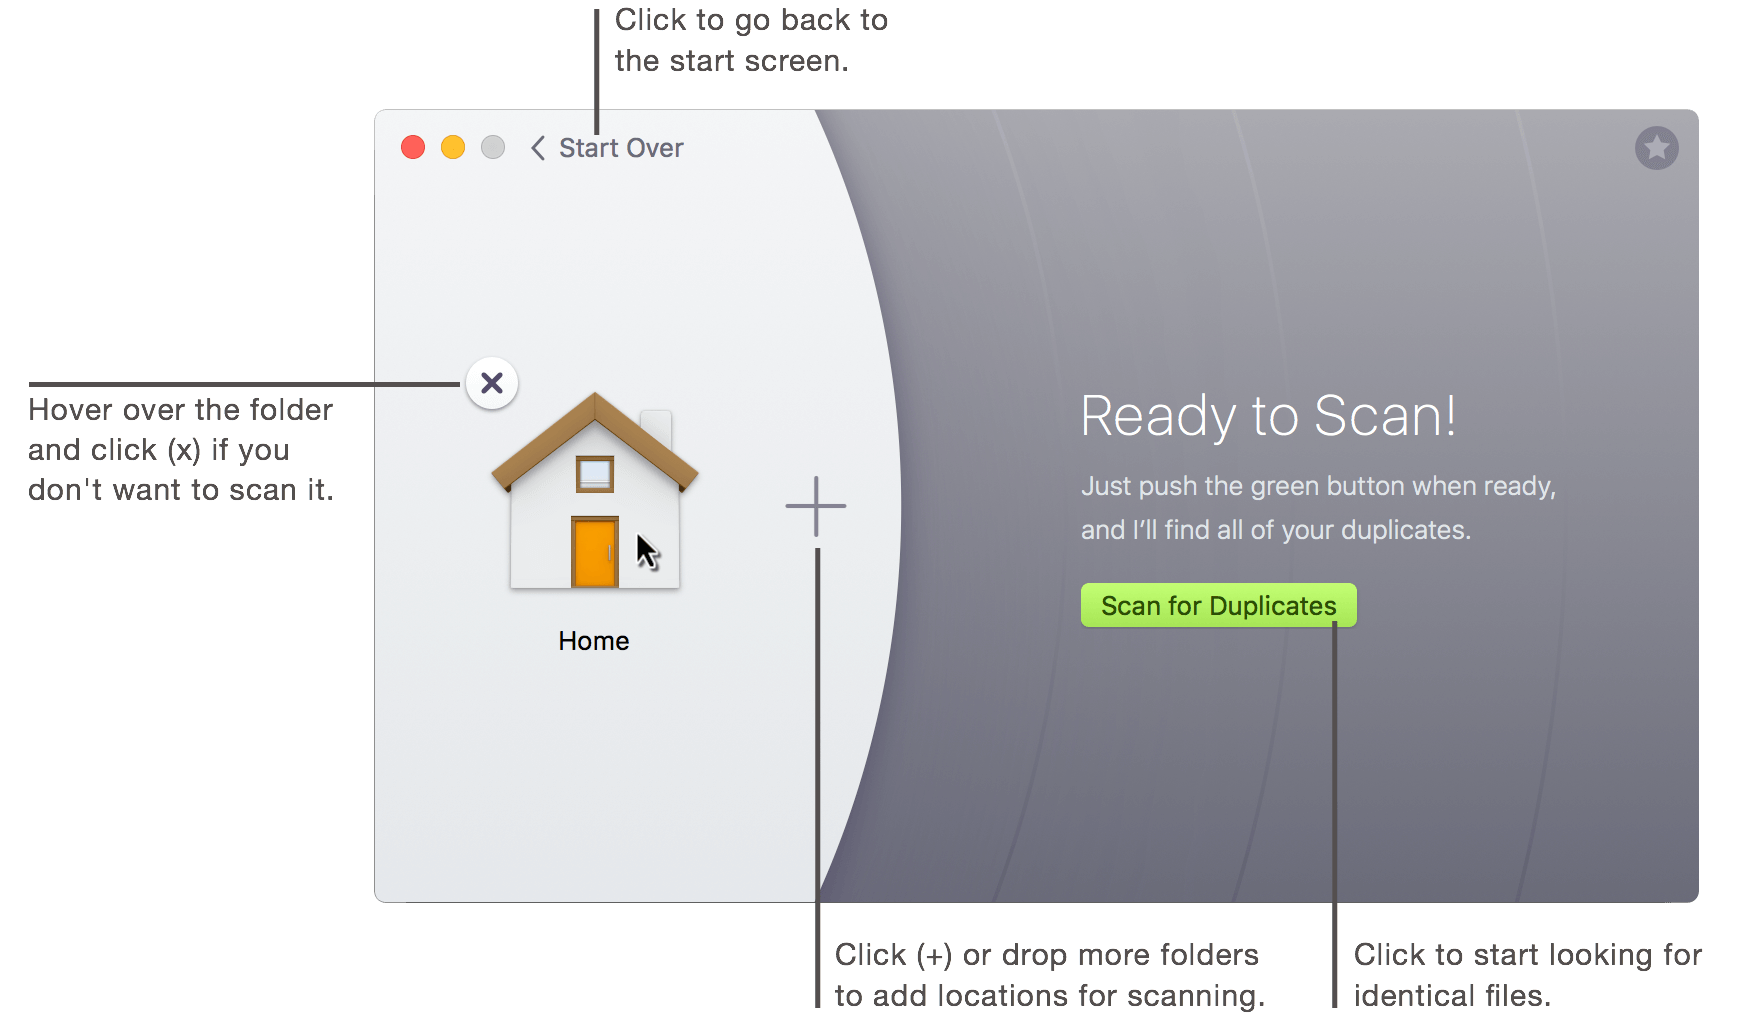 Click to go back to
the start screen.
Start Over
Hover over the folder
and click (x) if you
don't want to scan it.
Home
Ready to Scan!
Just push the green button when ready,
and I’ll find all of your duplicates.
Scan for Duplicates
Click (+) or drop more folders
to add locations for scanning.
Click to start looking for
identical files.